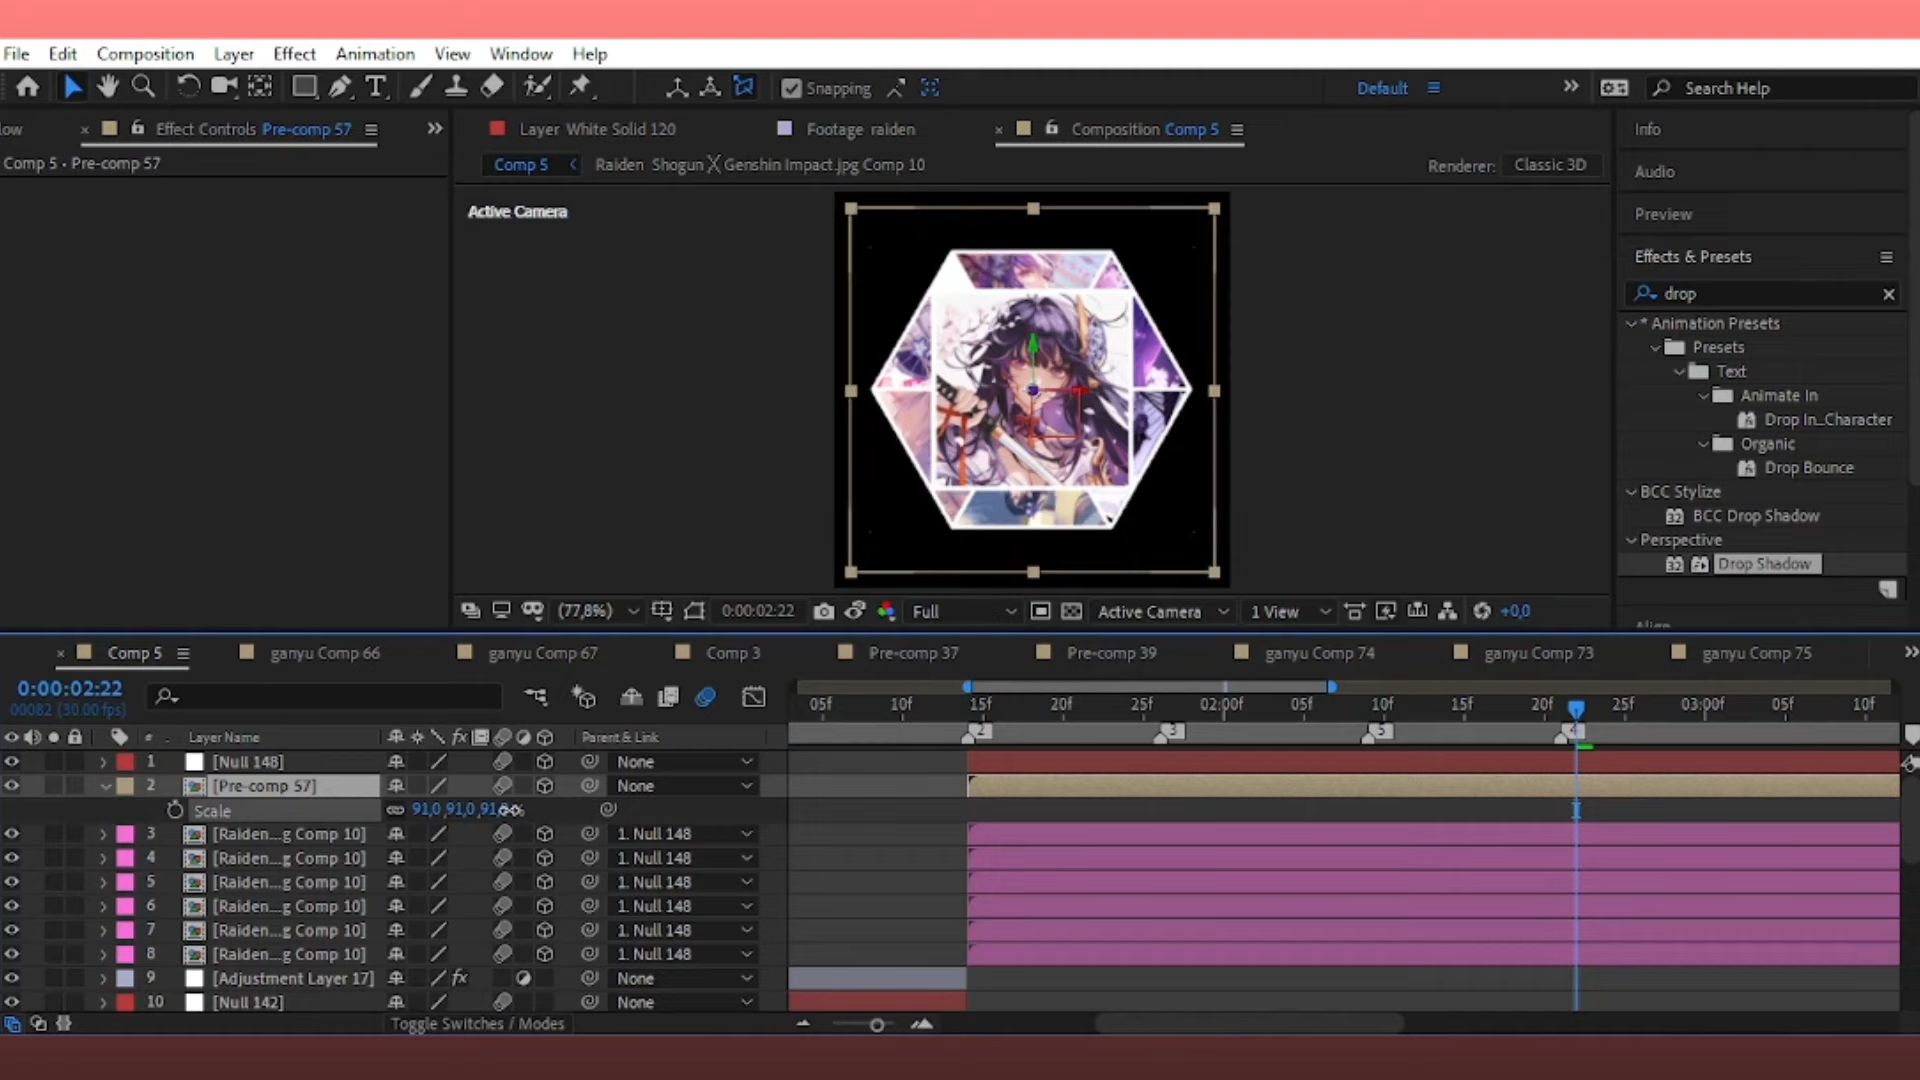 File Edit Composition Layer Effect Animation View Window Help
Snapping Default Search Help
low × Effect Controls Pre-comp 57
Layer White Solid 120 Footage raiden × Composition Comp 5
Comp 5 • Pre-comp 57
Comp 5 < Raiden Shogun X Genshin Impact.jpg Comp 10 Renderer: Classic 3D
Active Camera
Info
Audio
Preview
Effects & Presets
drop
* Animation Presets
Presets
Text
Animate In
Drop In_Character
Organic
Drop Bounce
BCC Stylize
32 BCC Drop Shadow
Perspective
32 Drop Shadow
Align
(77,8%) 0:00:02:22 Full Active Camera 1 View +0,0
× Comp 5 ganyu Comp 66 ganyu Comp 67 Comp 3 Pre-comp 37 Pre-comp 39 ganyu Comp 74 ganyu Comp 73 ganyu Comp 75
0:00:02:22
00082 (30.00 fps)
05f 10f 15f 20f 25f 02:00f 05f 10f 15f 20f 25f 03:00f 05f 10f
2 3 5 4
# Layer Name fx Parent & Link
1 [Null 148] None
2 [Pre-comp 57] None
Scale 91,0,91,0,91
3 [Raiden...g Comp 10] 1. Null 148
4 [Raiden...g Comp 10] 1. Null 148
5 [Raiden...g Comp 10] 1. Null 148
6 [Raiden...g Comp 10] 1. Null 148
7 [Raiden...g Comp 10] 1. Null 148
8 [Raiden...g Comp 10] 1. Null 148
9 [Adjustment Layer 17] fx None
10 [Null 142] None
Toggle Switches / Modes